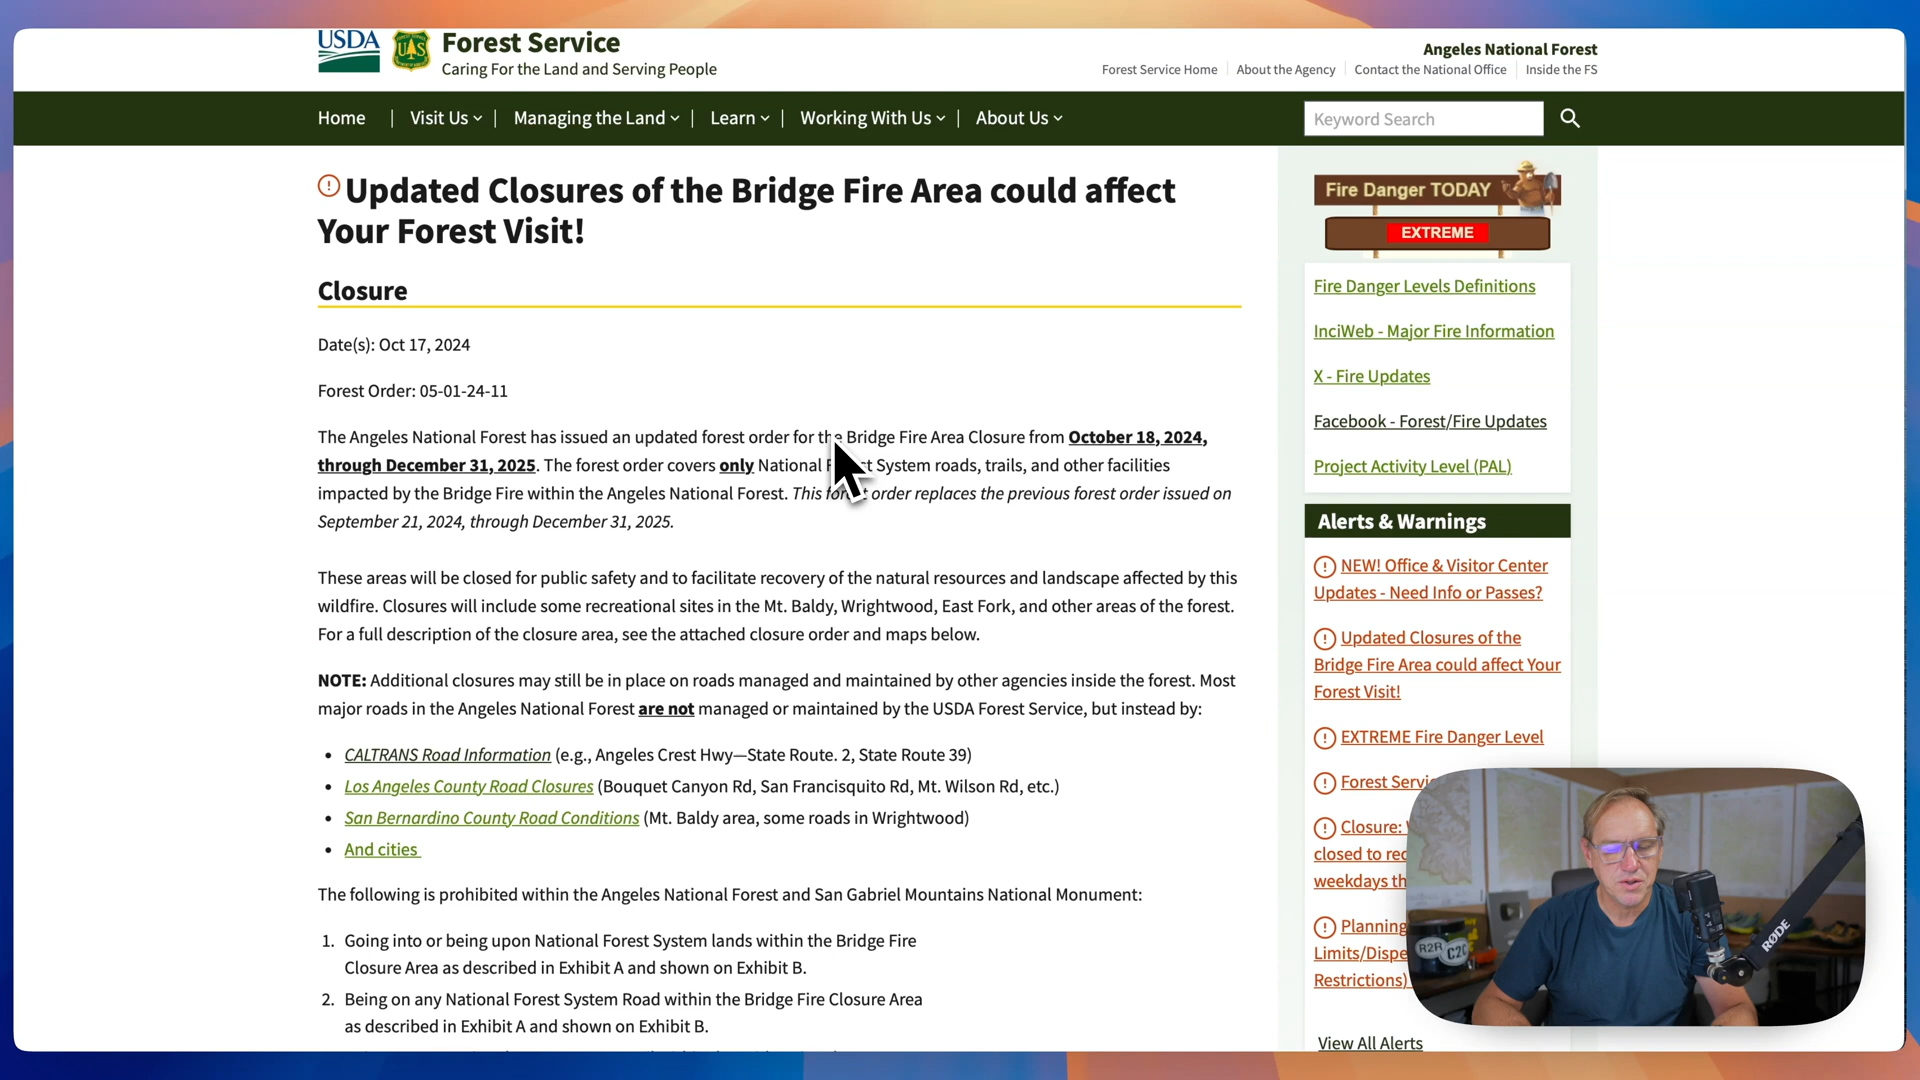 USDA
UAS
Forest Service
Caring For the Land and Serving People
Angeles National Forest
Forest Service Home
About the Agency
Contact the National Office
Inside the FS
Home
Visit Us
Managing the Land
Learn
Working With Us
About Us
Keyword Search
Updated Closures of the Bridge Fire Area could affect
Your Forest Visit!
Closure
Date(s): Oct 17, 2024
Forest Order: 05-01-24-11
The Angeles National Forest has issued an updated forest order for the Bridge Fire Area Closure from October 18, 2024,
through December 31, 2025. The forest order covers only National System roads, trails, and other facilities
impacted by the Bridge Fire within the Angeles National Forest. This order replaces the previous forest order issued on
September 21, 2024, through December 31, 2025.
These areas will be closed for public safety and to facilitate recovery of the natural resources and landscape affected by this
wildfire. Closures will include some recreational sites in the Mt. Baldy, Wrightwood, East Fork, and other areas of the forest.
For a full description of the closure area, see the attached closure order and maps below.
NOTE: Additional closures may still be in place on roads managed and maintained by other agencies inside the forest. Most
major roads in the Angeles National Forest are not managed or maintained by the USDA Forest Service, but instead by:
• CALTRANS Road Information (e.g., Angeles Crest Hwy—State Route. 2, State Route 39)
• Los Angeles County Road Closures (Bouquet Canyon Rd, San Francisquito Rd, Mt. Wilson Rd, etc.)
• San Bernardino County Road Conditions (Mt. Baldy area, some roads in Wrightwood)
• And cities
The following is prohibited within the Angeles National Forest and San Gabriel Mountains National Monument:
1. Going into or being upon National Forest System lands within the Bridge Fire
Closure Area as described in Exhibit A and shown on Exhibit B.
2. Being on any National Forest System Road within the Bridge Fire Closure Area
as described in Exhibit A and shown on Exhibit B.
Fire Danger TODAY
EXTREME
Fire Danger Levels Definitions
InciWeb - Major Fire Information
X - Fire Updates
Facebook - Forest/Fire Updates
Project Activity Level (PAL)
Alerts & Warnings
NEW! Office & Visitor Center
Updates - Need Info or Passes?
Updated Closures of the
Bridge Fire Area could affect Your
Forest Visit!
EXTREME Fire Danger Level
Forest
Closure:
closed to
weekdays
Planning
Restrictions)
View All Alerts
R2R
C2C
RØDE